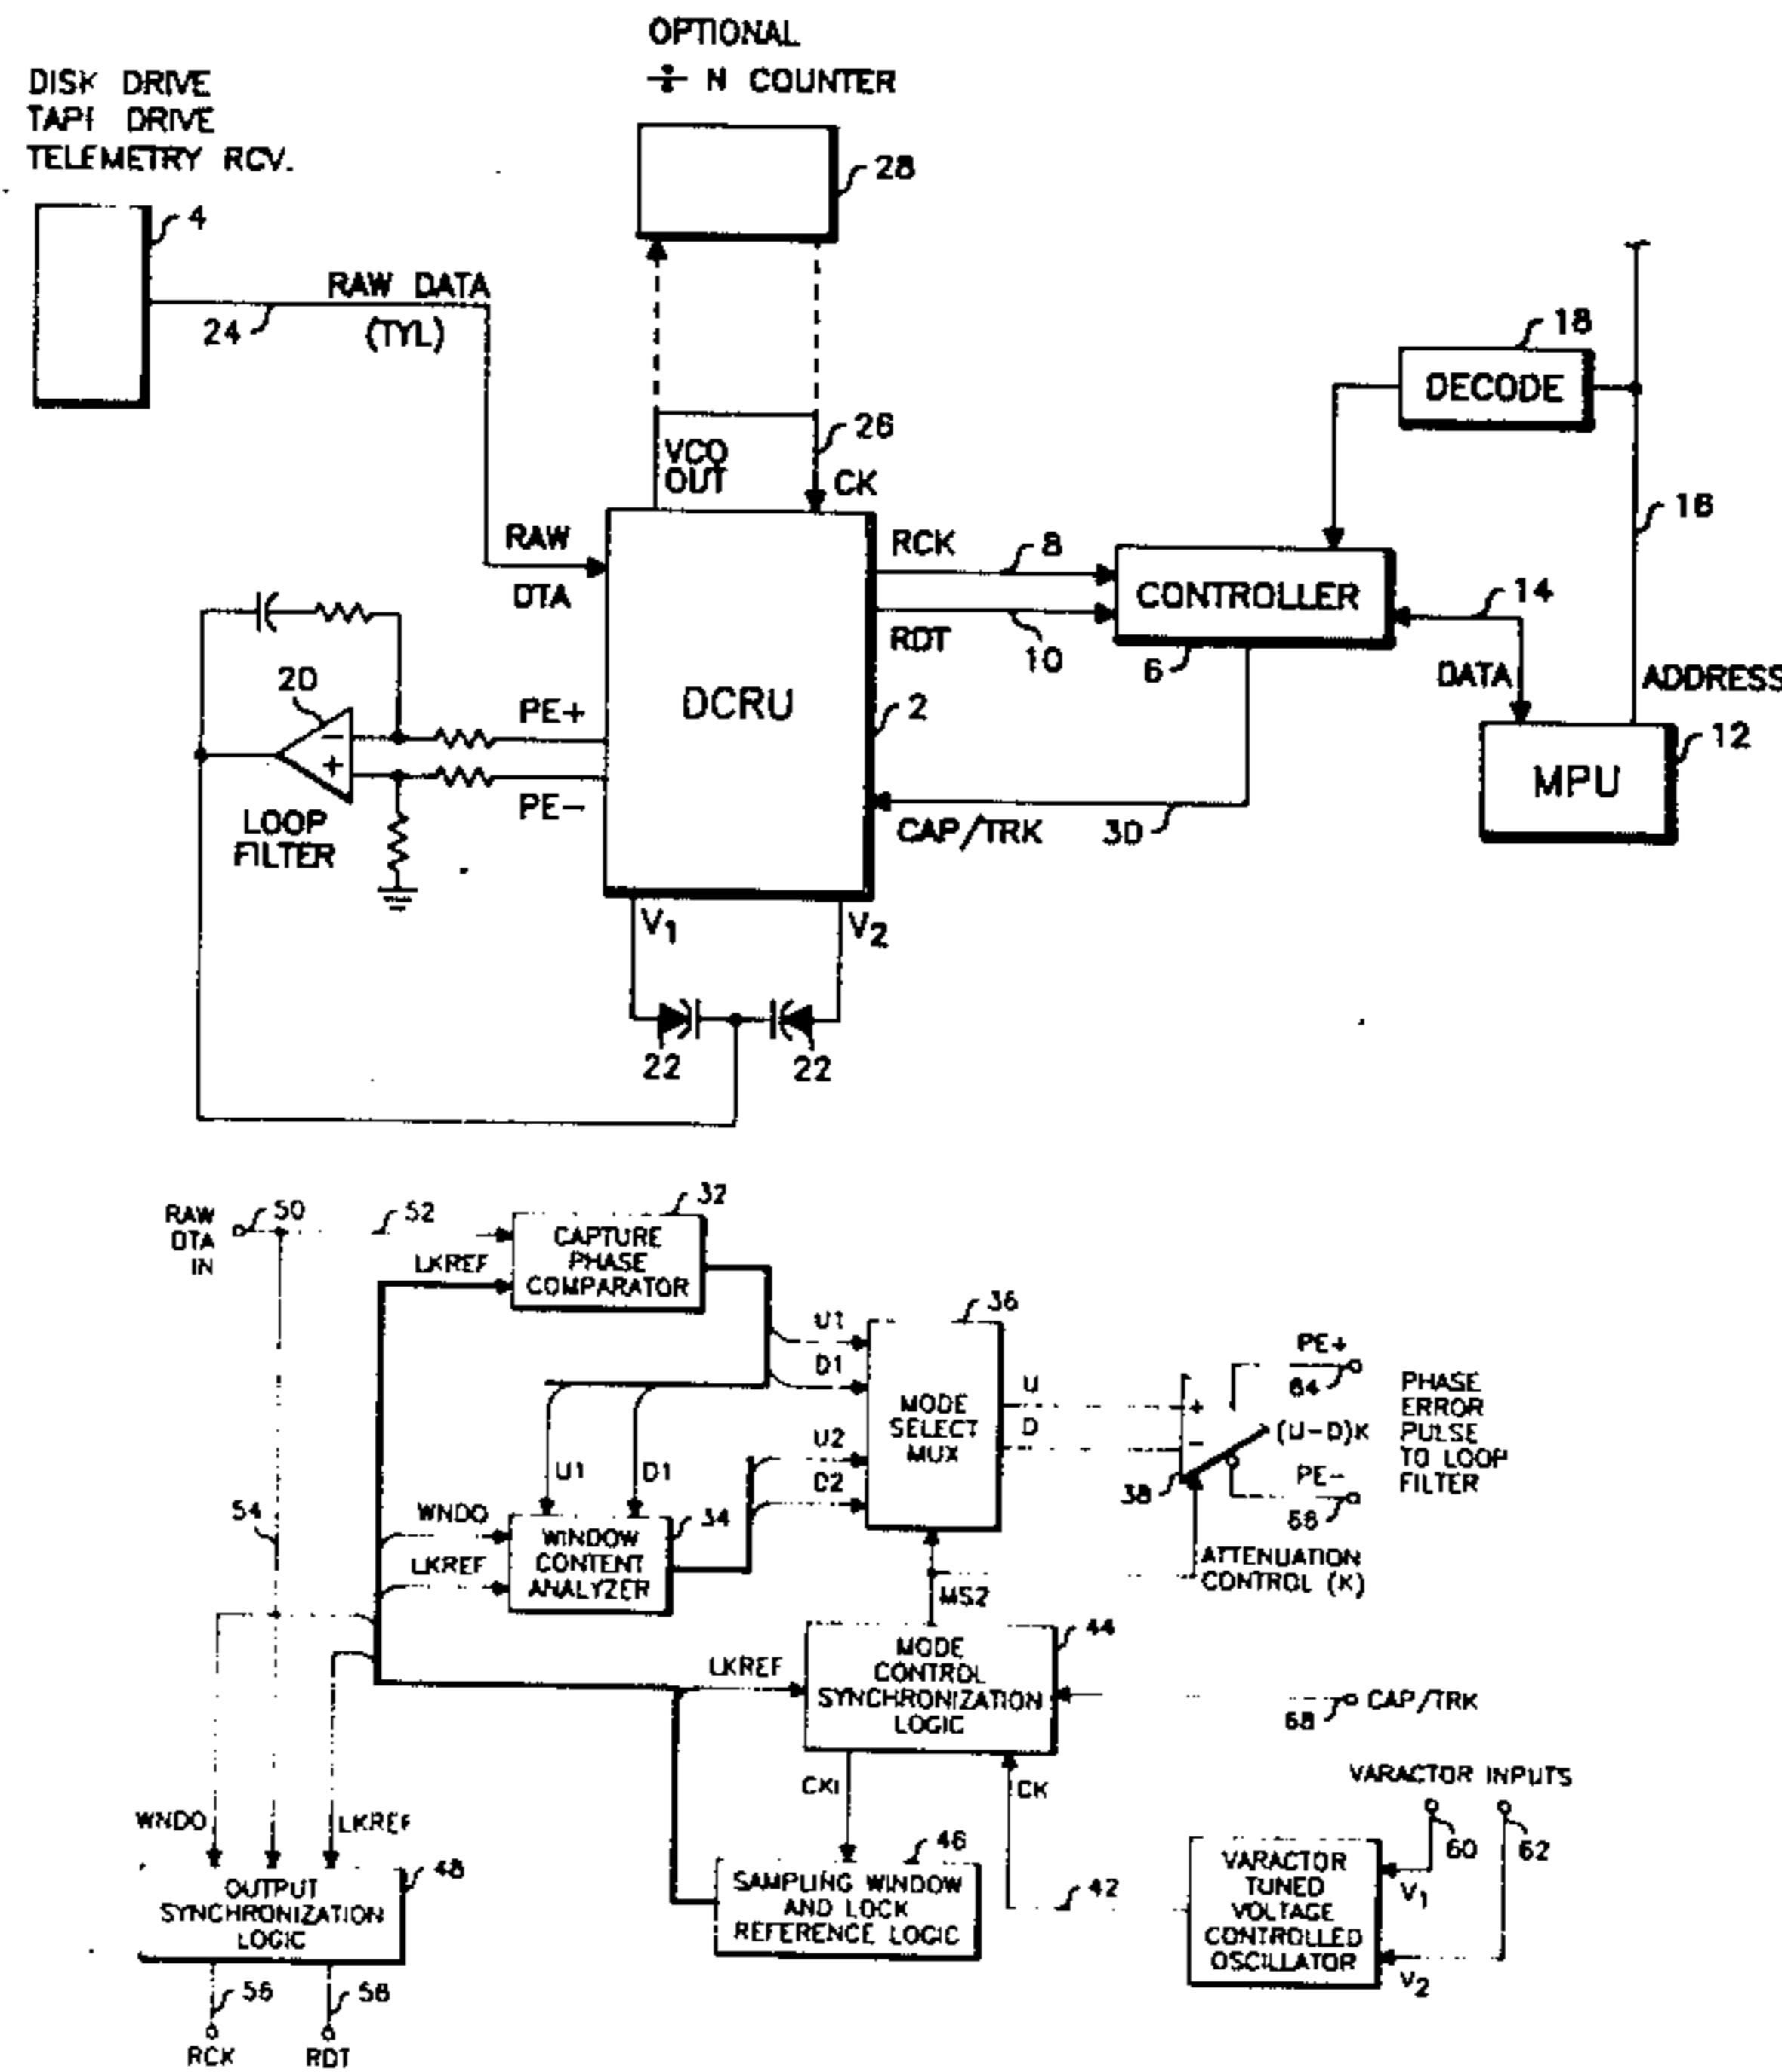 OPTIONAL
÷ N COUNTER
DISK DRIVE
TAPE DRIVE
TELEMETRY RCV.
4
28
RAW DATA
24
(TYL)
18
DECODE
26
VCO
OUT
CK
16
RAW
DTA
RCK
8
CONTROLLER
14
RDT
10
6
DATA
ADDRESS
20
PE+
DCRU
2
12
MPU
-
+
PE-
LOOP
FILTER
CAP/TRK
30
V1
V2
22
22
RAW
DTA
IN
50
52
32
CAPTURE
PHASE
COMPARATOR
LKREF
36
U1
D1
MODE
SELECT
MUX
U
D
PE+
64
+
-
(U-D)K
PHASE
ERROR
PULSE
TO LOOP
FILTER
U2
D2
U1
D1
38
PE-
66
54
WNDO
34
WINDOW
CONTENT
ANALYZER
LKREF
ATTENUATION
CONTROL (K)
MS2
44
MODE
CONTROL
SYNCHRONIZATION
LOGIC
LKREF
68
CAP/TRK
CKI
CK
VARACTOR INPUTS
WNDO
LKREF
46
60
62
48
OUTPUT
SYNCHRONIZATION
LOGIC
SAMPLING WINDOW
AND LOCK
REFERENCE LOGIC
42
VARACTOR
TUNED
VOLTAGE
CONTROLLED
OSCILLATOR
V1
V2
56
58
RCK
RDT